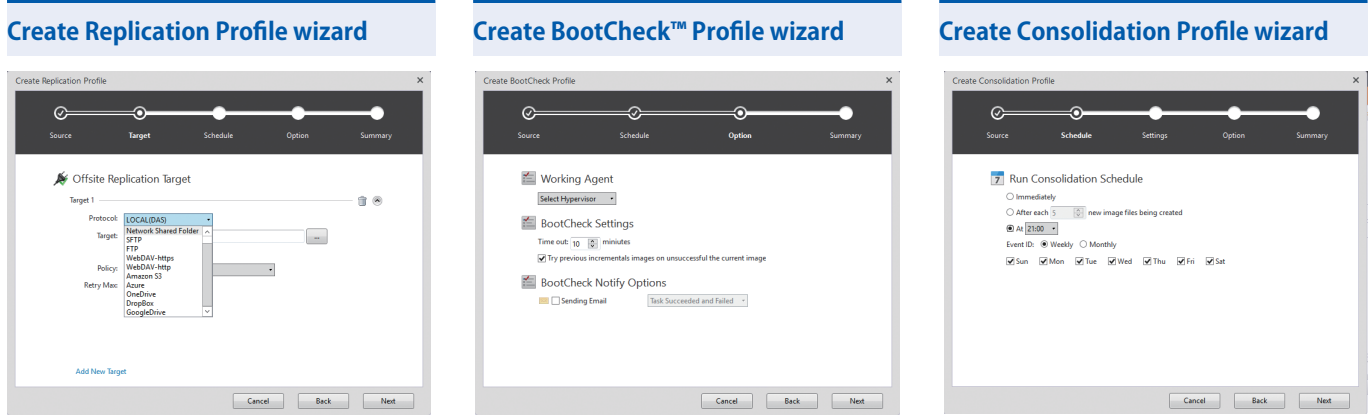 Create Replication Profile wizard
Create Replication Profile
Source Target Schedule Option Summary
Offsite Replication Target
Target 1
Protocol: LOCAL(DAS)
Network Shared Folder
SFTP
FTP
WebDAV-https
WebDAV-http
Amazon S3
Azure
OneDrive
DropBox
GoogleDrive
Target: ...
Policy:
Retry Max:
Add New Target
Cancel Back Next
Create BootCheck™ Profile wizard
Create BootCheck Profile
Source Schedule Option Summary
Working Agent
Select Hypervisor
BootCheck Settings
Time out: 10 miniutes
Try previous incrementals images on unsuccessful the current image
BootCheck Notify Options
Sending Email Task Succeeded and Failed
Cancel Back Next
Create Consolidation Profile wizard
Create Consolidation Profile
Source Schedule Settings Option Summary
7 Run Consolidation Schedule
Immediately
After each 5 new image files being created
At 21:00
Event ID: Weekly Monthly
Sun Mon Tue Wed Thu Fri Sat
Cancel Back Next